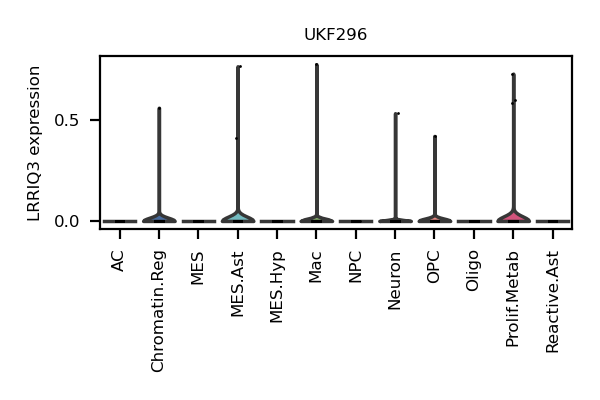 UKF296
LRRIQ3 expression
0.5
0.0
AC
Chromatin.Reg
MES
MES.Ast
MES.Hyp
Mac
NPC
Neuron
OPC
Oligo
Prolif.Metab
Reactive.Ast